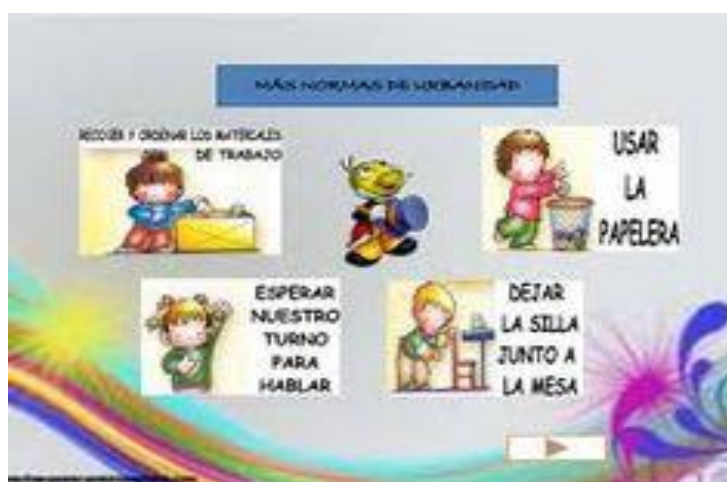 MÁS NORMAS DE URBANIDAD
RECOGER Y ORDENAR LOS MATERIALES
DE TRABAJO
USAR
LA
PAPELERA
ESPERAR
NUESTRO
TURNO
PARA
HABLAR
DEJAR
LA SILLA
JUNTO A
LA MESA